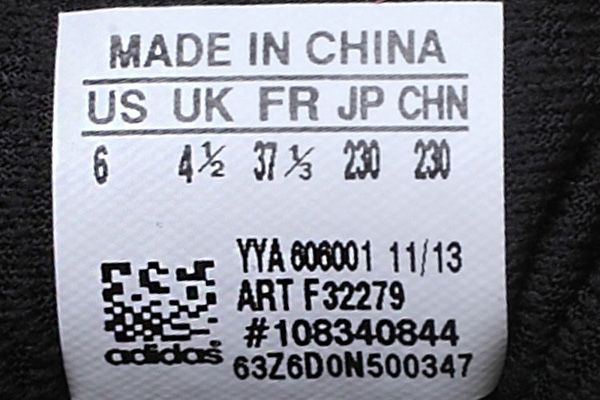 MADE IN CHINA
US UK FR JP CHN
6 4½ 37⅓ 230 230
YYA 606001 11/13
ART F32279
#108340844
adidas
63Z6D0N500347